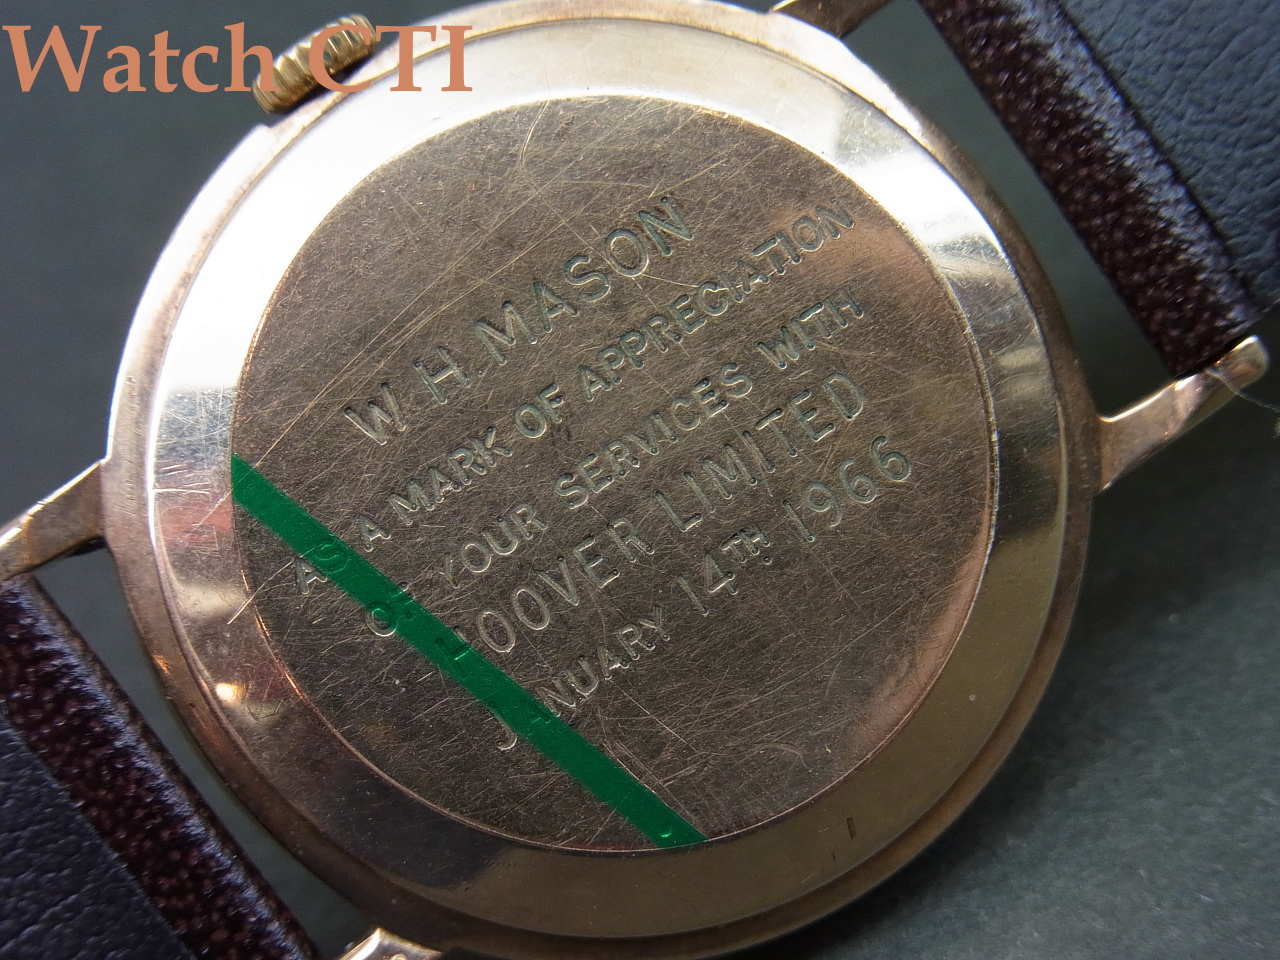 Watch CTI
W. H. MASON
AS A MARK OF APPRECIATION
OF YOUR SERVICES WITH
HOOVER LIMITED
JANUARY 14TH 1966